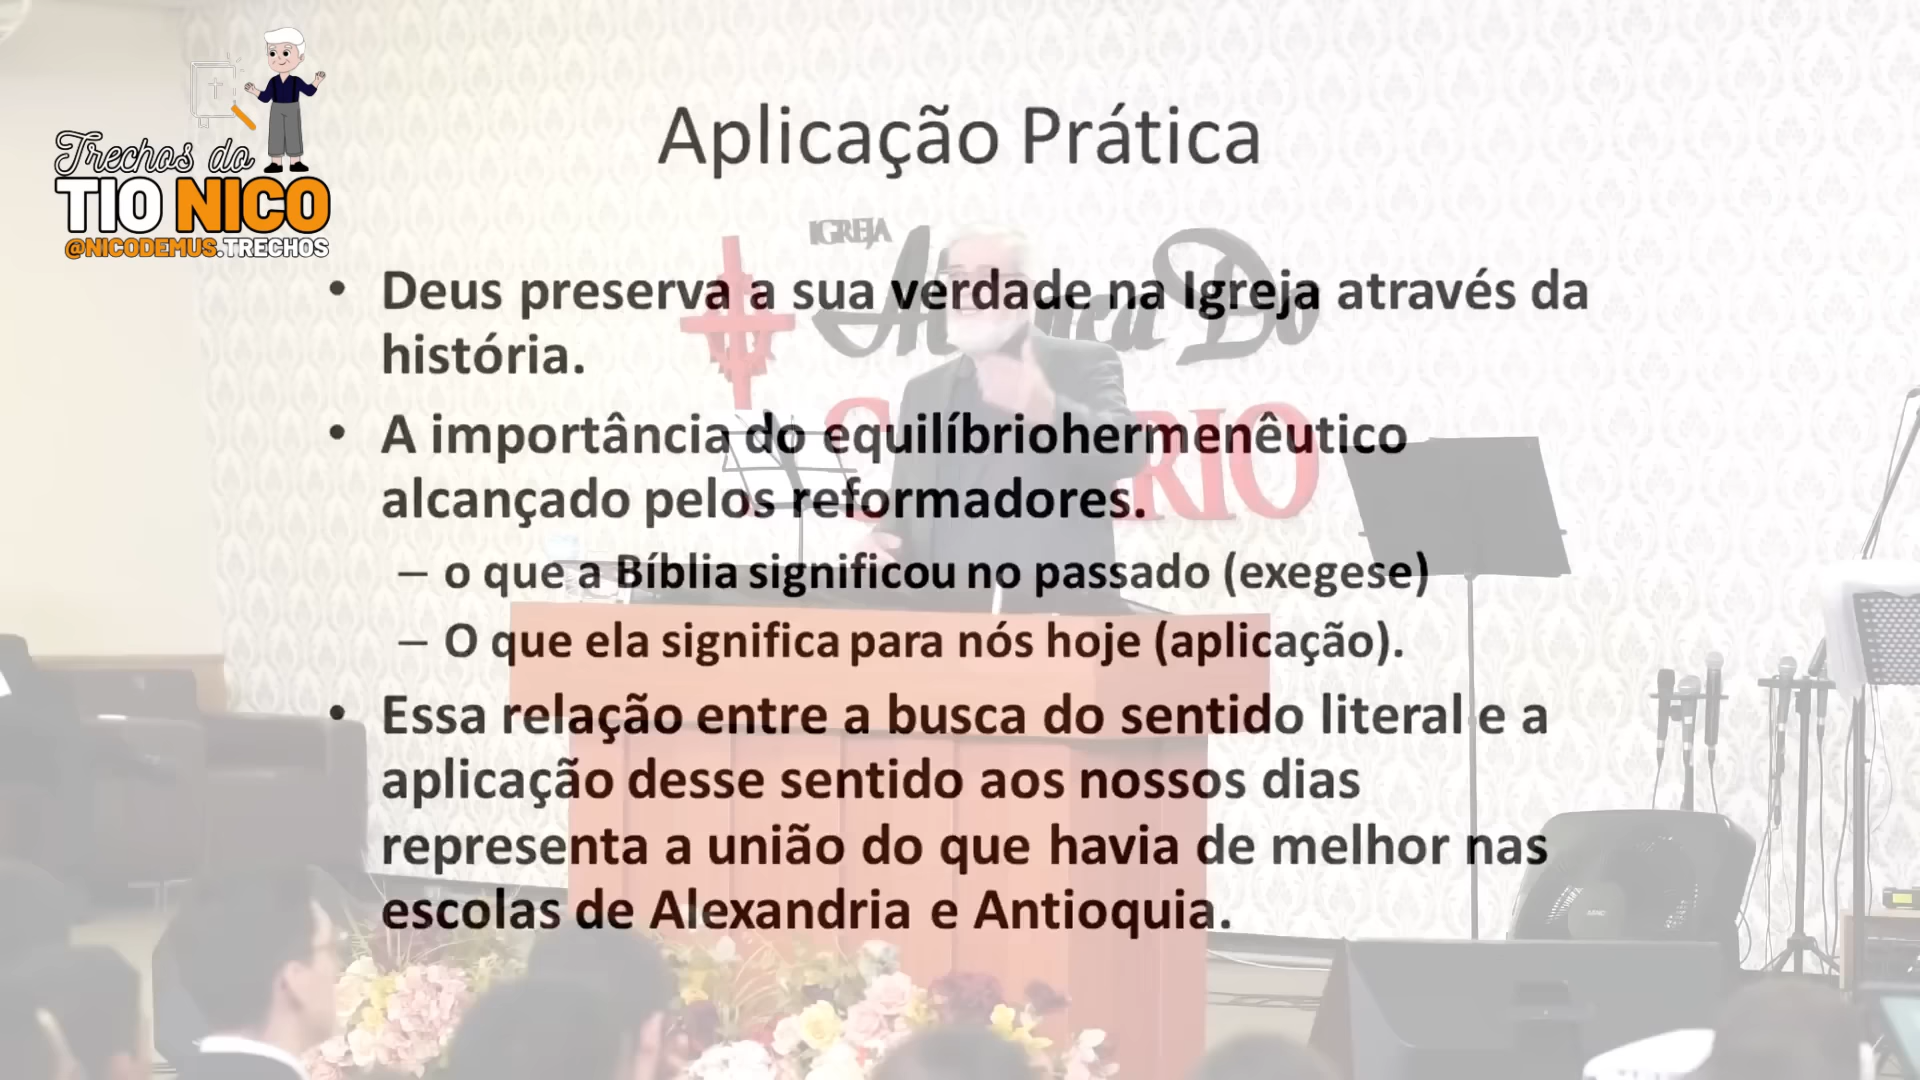 Trechos do
TIO NICO
@NICODEMUS.TRECHOS
Aplicação Prática
IGREJA
Do
• Deus preserva a sua verdade na Igreja através da
história.
• A importância do equilíbriohermenêutico
alcançado pelos reformadores.
– o que a Bíblia significou no passado (exegese)
– O que ela significa para nós hoje (aplicação).
• Essa relação entre a busca do sentido literal e a
aplicação desse sentido aos nossos dias
representa a união do que havia de melhor nas
escolas de Alexandria e Antioquia.